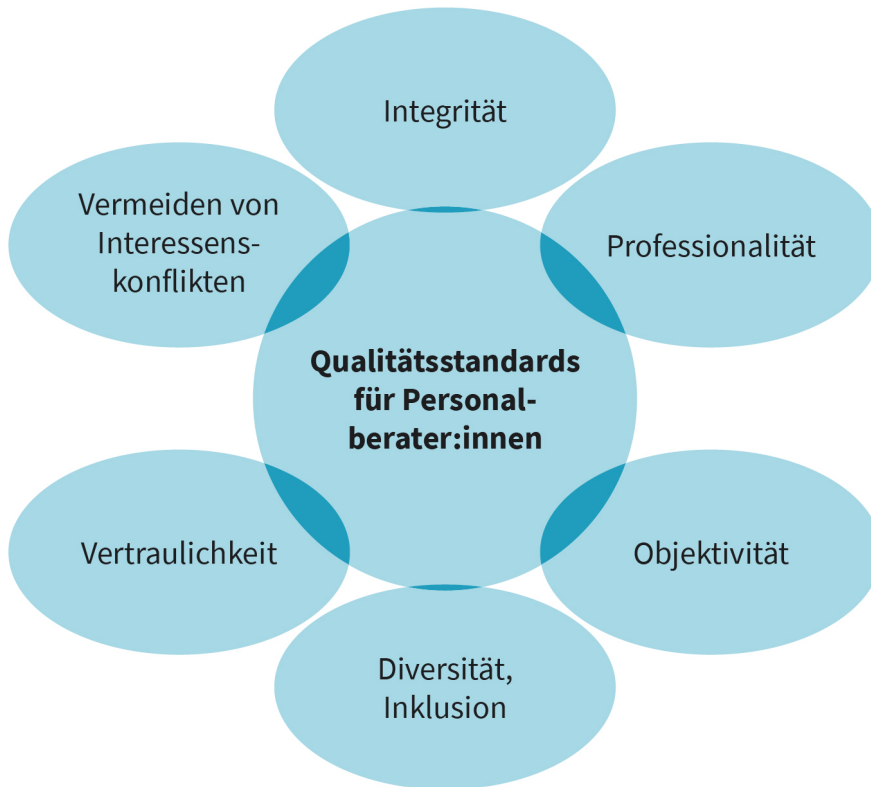 Integrität
Vermeiden von
Interessens-
konflikten
Professionalität
Qualitätsstandards
für Personal-
berater:innen
Vertraulichkeit
Objektivität
Diversität,
Inklusion